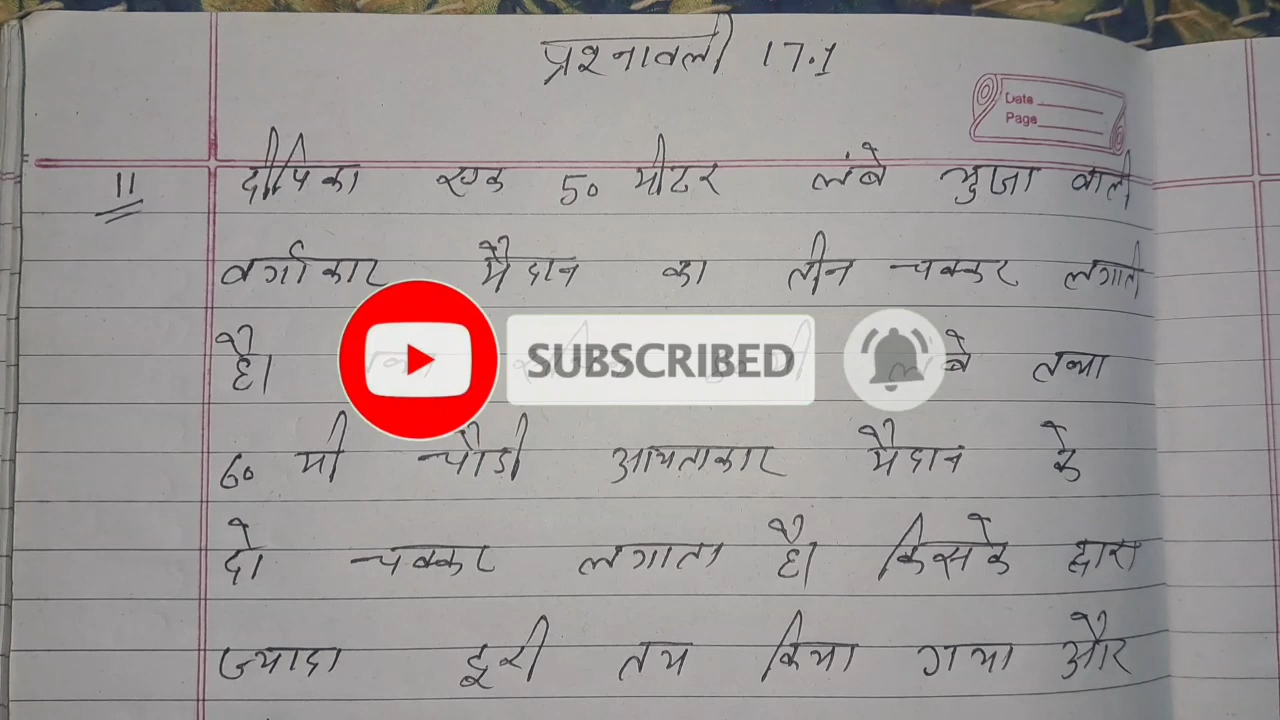 प्रश्नावली 17.1
Date
Page
11 दीपिका एक 50 मीटर लंबे भुजा वाली
वर्गाकार मैदान का तीन चक्कर लगाती
है। तथा
SUBSCRIBED
60 मी चौड़ी आयताकार मैदान के
दो चक्कर लगाता है। किसके द्वारा
ज्यादा दूरी तय किया गया और